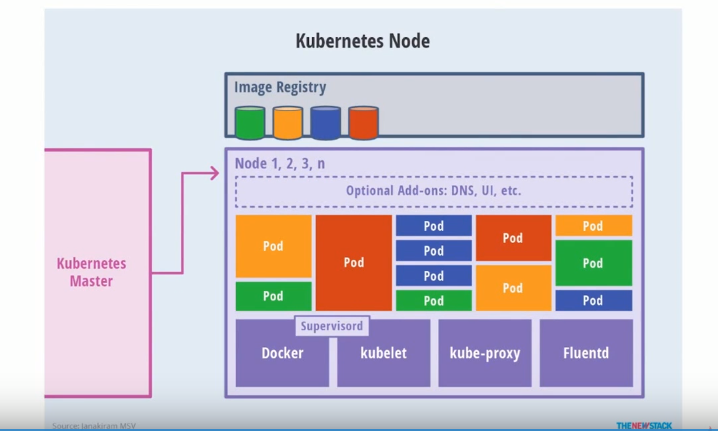 Kubernetes Node
Image Registry
Node 1, 2, 3, n
Optional Add-ons: DNS, UI, etc.
Kubernetes
Master
Pod
Pod
Pod
Pod
Pod
Pod
Pod
Pod
Pod
Pod
Pod
Pod
Supervisord
Docker
kubelet
kube-proxy
Fluentd
Source: Janakiram MSV
THENEWSTACK